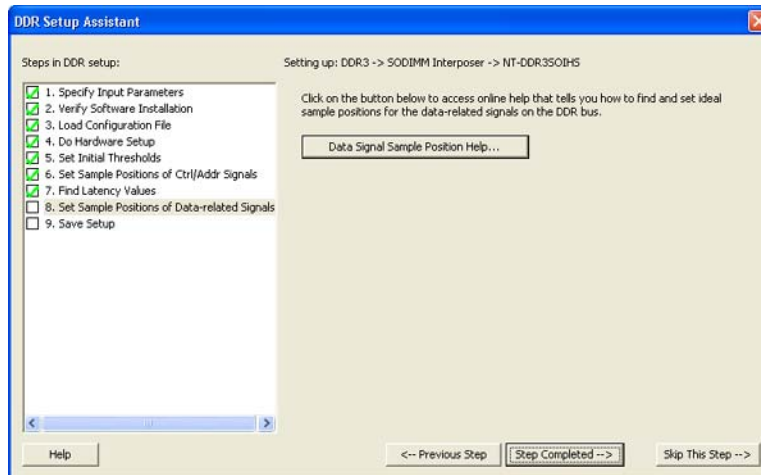 DDR Setup Assistant
Steps in DDR setup:
1. Specify Input Parameters
2. Verify Software Installation
3. Load Configuration File
4. Do Hardware Setup
5. Set Initial Thresholds
6. Set Sample Positions of Ctrl/Addr Signals
7. Find Latency Values
8. Set Sample Positions of Data-related Signals
9. Save Setup
Setting up: DDR3 -> SODIMM Interposer -> NT-DDR3SOIHS
Click on the button below to access online help that tells you how to find and set ideal
sample positions for the data-related signals on the DDR bus.
Data Signal Sample Position Help...
Help
<-- Previous Step
Step Completed -->
Skip This Step -->